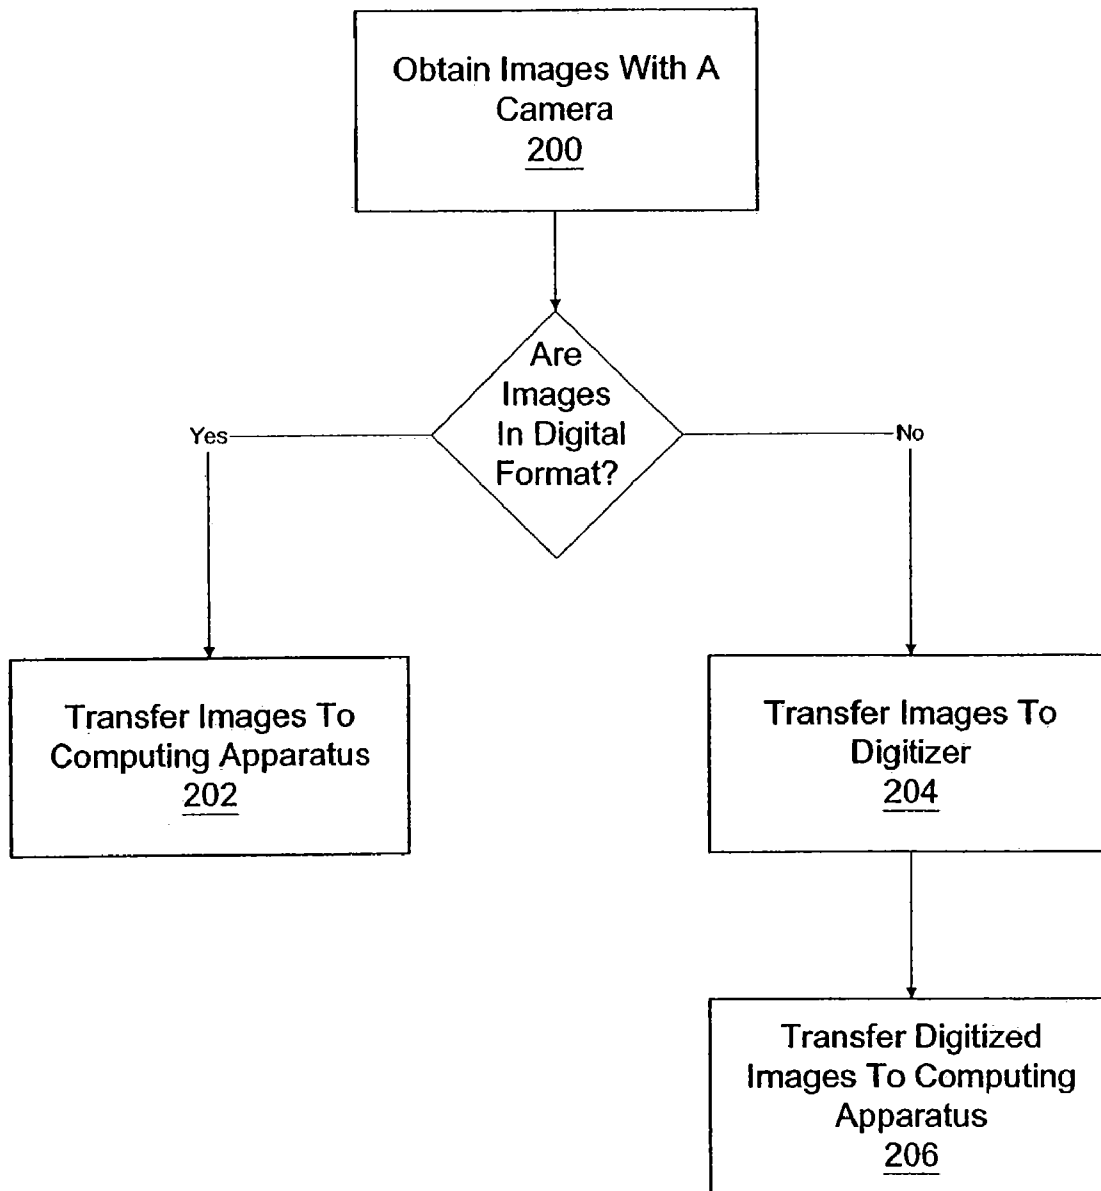 Obtain Images With A
Camera
200
Are
Images
In Digital
Format?
Yes
No
Transfer Images To
Computing Apparatus
202
Transfer Images To
Digitizer
204
Transfer Digitized
Images To Computing
Apparatus
206